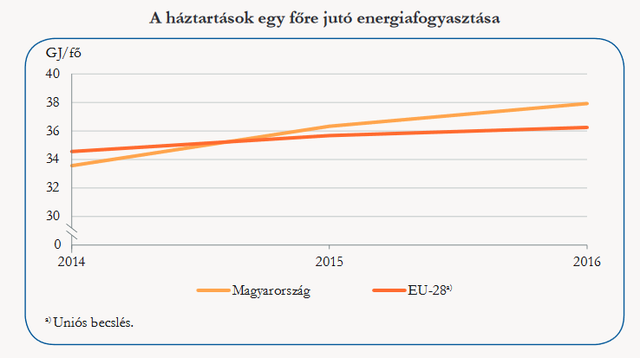 A háztartások egy főre jutó energiafogyasztása
GJ/fő
40
38
36
34
32
30
0
2014 2015 2016
Magyarország EU-28ᵃ⁾
ᵃ⁾ Uniós becslés.